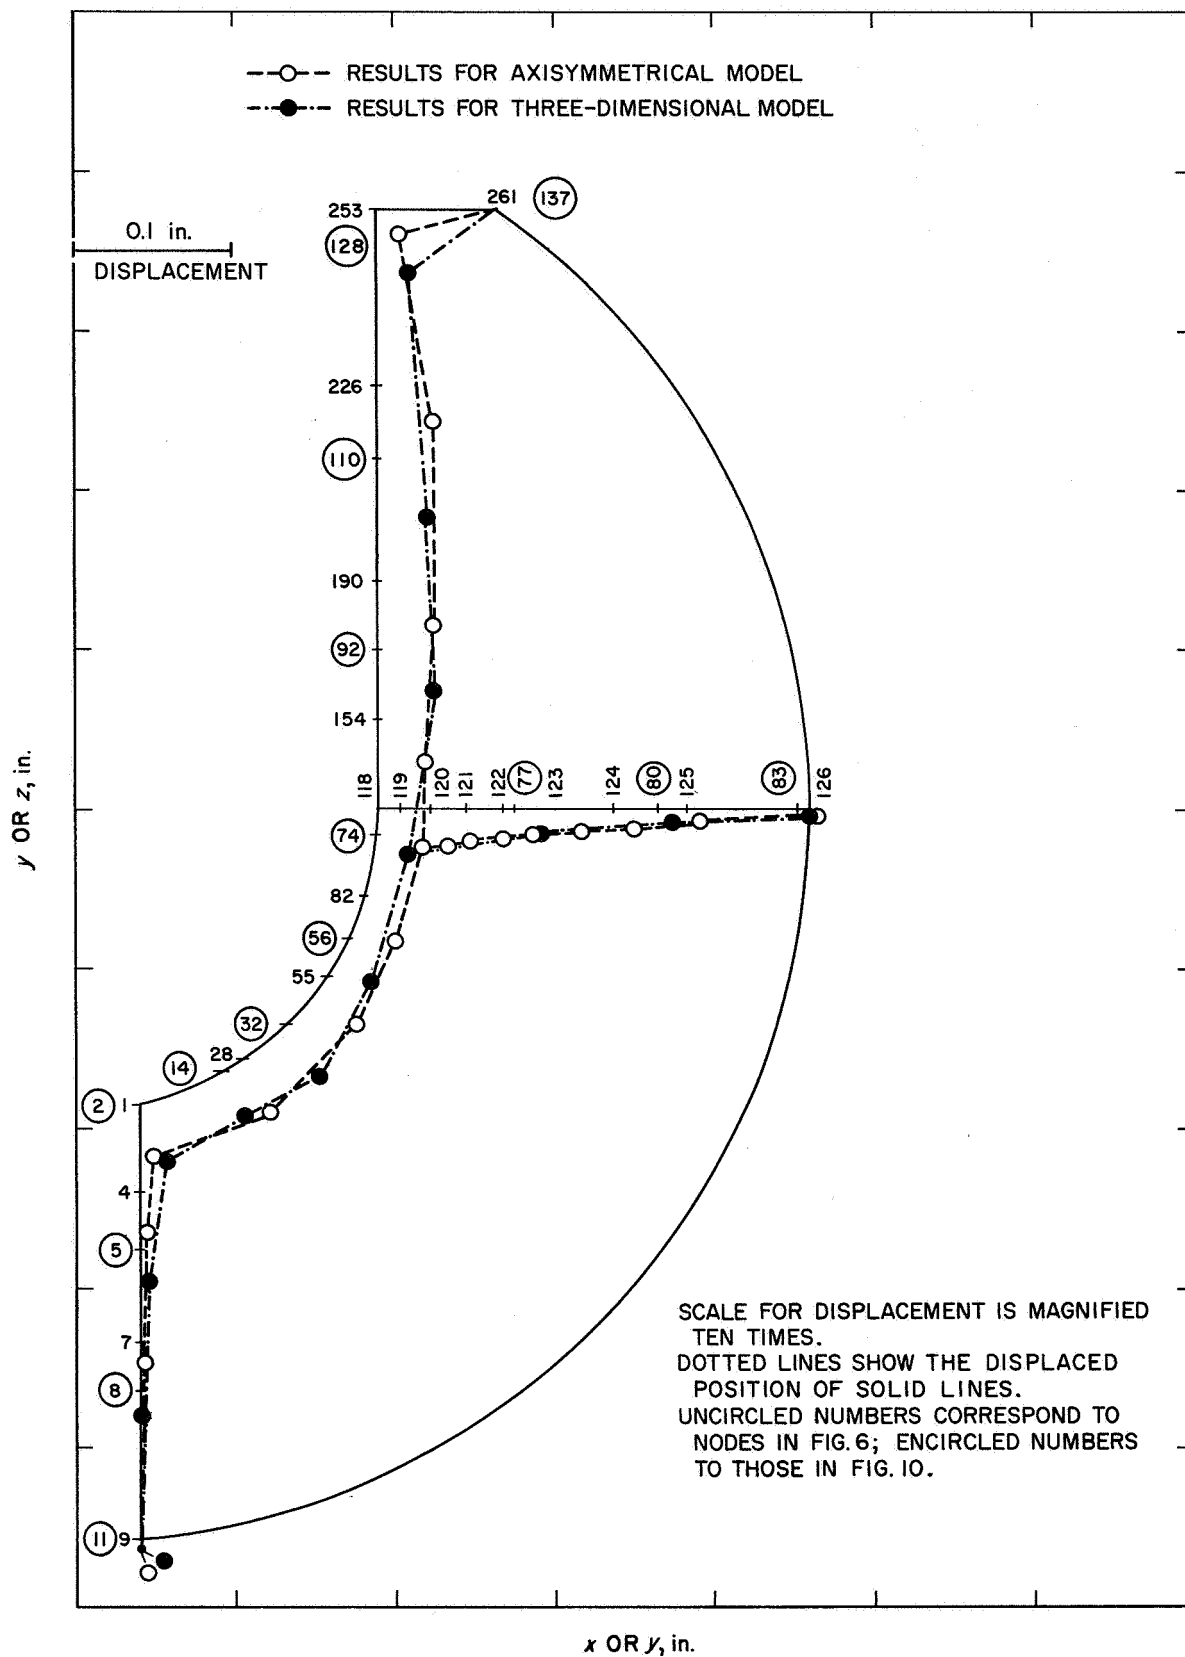 RESULTS FOR AXISYMMETRICAL MODEL
RESULTS FOR THREE-DIMENSIONAL MODEL
261 137
253
0.1 in.
128
DISPLACEMENT
226
110
190
92
154
118 119 120 121 122 77 123 124 80 125 83 126
74
y OR z, in.
82
56
55
32
28
14
2 1
4
5
7
8
11 9
SCALE FOR DISPLACEMENT IS MAGNIFIED
TEN TIMES.
DOTTED LINES SHOW THE DISPLACED
POSITION OF SOLID LINES.
UNCIRCLED NUMBERS CORRESPOND TO
NODES IN FIG. 6; ENCIRCLED NUMBERS
TO THOSE IN FIG. 10.
x OR y, in.